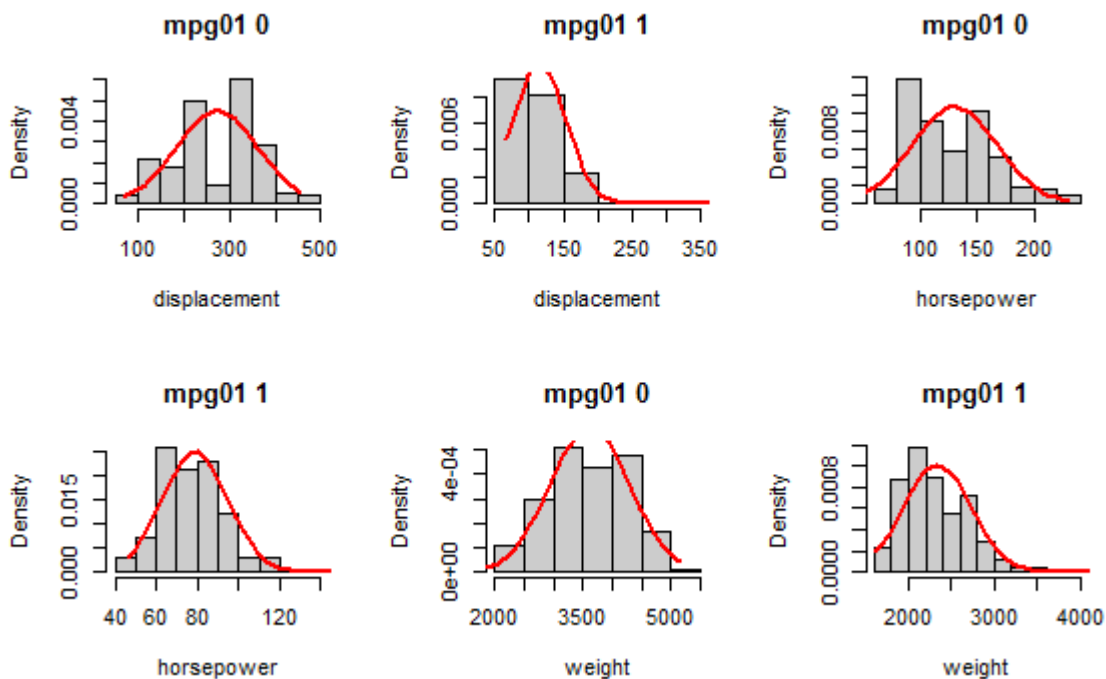 mpg01 0
Density
0.000 0.004
100 300 500
displacement
mpg01 1
Density
0.000 0.006
50 150 250 350
displacement
mpg01 0
Density
0.000 0.008
100 150 200
horsepower
mpg01 1
Density
0.000 0.015
40 60 80 120
horsepower
mpg01 0
Density
0e+00 4e-04
2000 3500 5000
weight
mpg01 1
Density
0.0000 0.0008
2000 3000 4000
weight